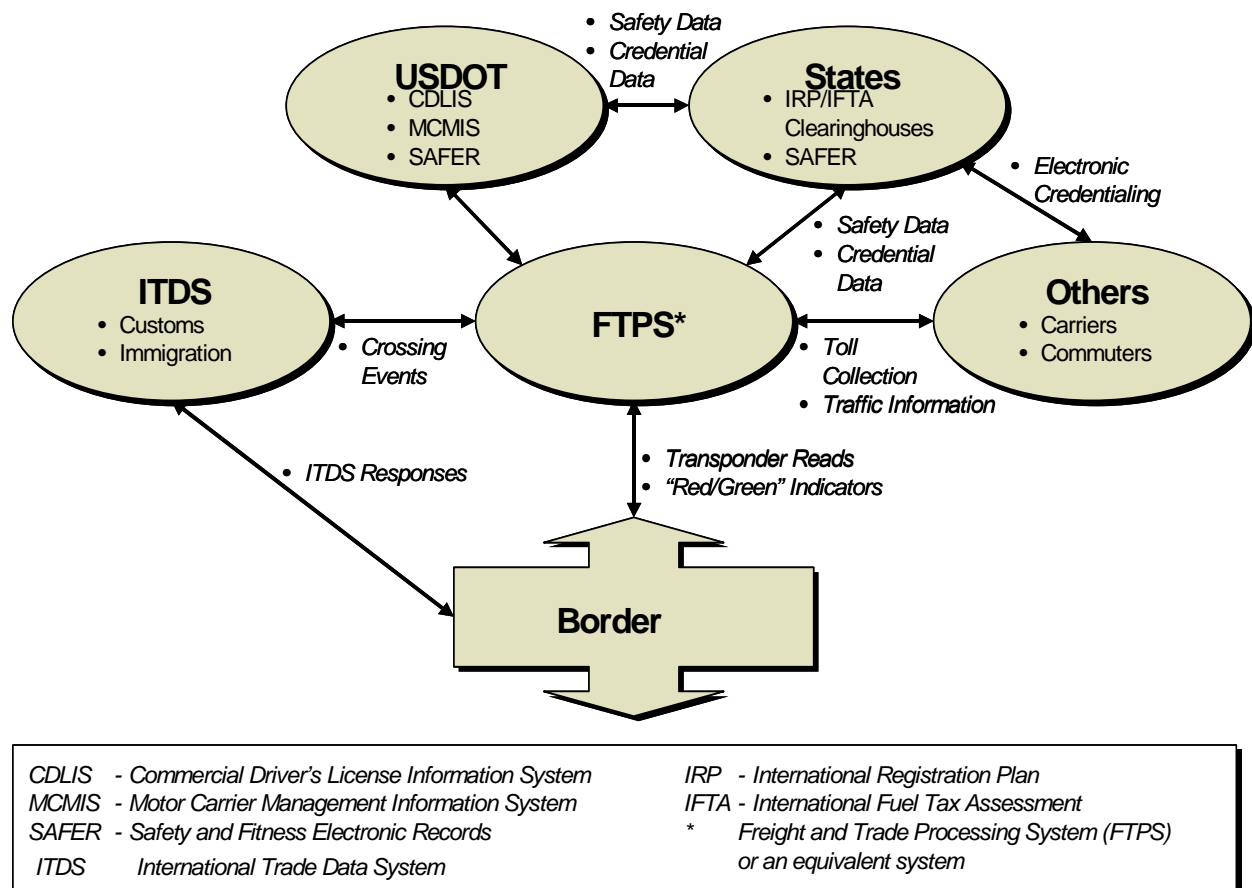 • Safety Data
• Credential
Data
USDOT
• CDLIS
• MCMIS
• SAFER
States
• IRP/IFTA
Clearinghouses
• SAFER
• Electronic
Credentialing
• Safety Data
• Credential
Data
ITDS
• Customs
• Immigration
FTPS*
Others
• Carriers
• Commuters
• Crossing
Events
• Toll
Collection
• Traffic Information
• ITDS Responses
• Transponder Reads
• “Red/Green” Indicators
Border
CDLIS - Commercial Driver’s License Information System
MCMIS - Motor Carrier Management Information System
SAFER - Safety and Fitness Electronic Records
ITDS International Trade Data System
IRP - International Registration Plan
IFTA - International Fuel Tax Assessment
* Freight and Trade Processing System (FTPS)
or an equivalent system